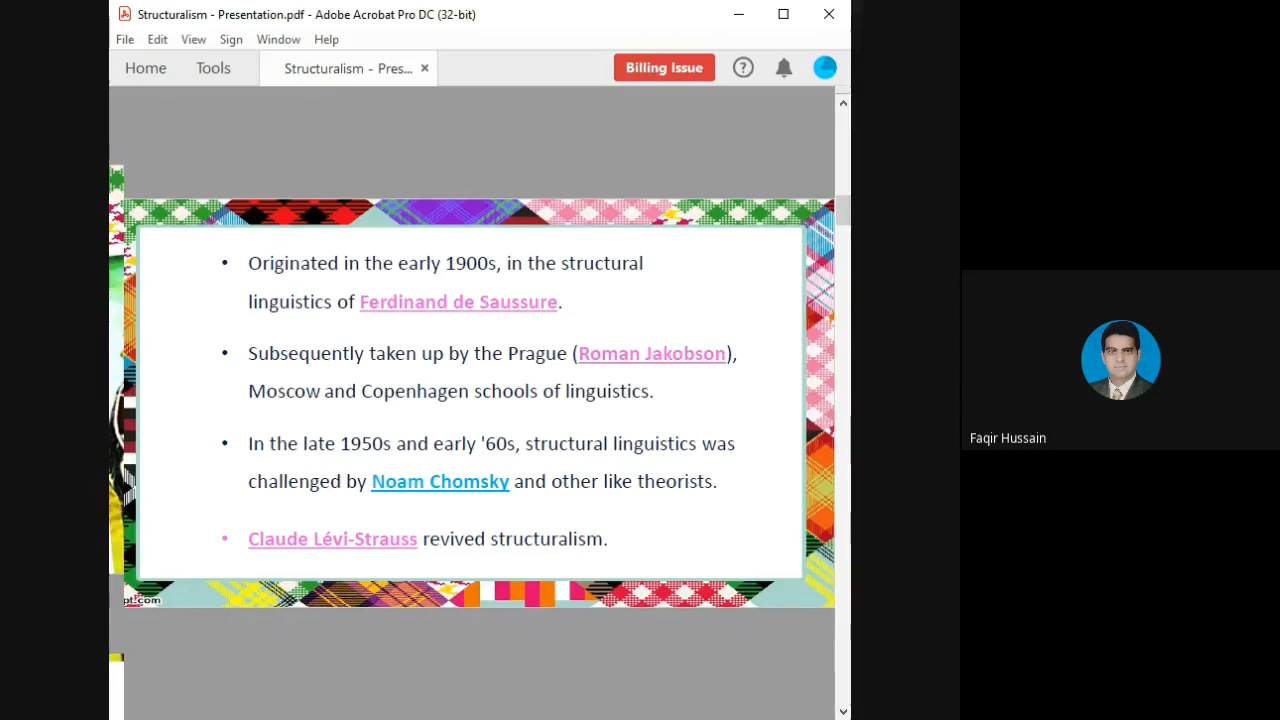 Structuralism - Presentation.pdf - Adobe Acrobat Pro DC (32-bit)
File Edit View Sign Window Help
Home Tools Structuralism - Pres... × Billing Issue ?
• Originated in the early 1900s, in the structural
linguistics of Ferdinand de Saussure.
• Subsequently taken up by the Prague (Roman Jakobson),
Moscow and Copenhagen schools of linguistics.
• In the late 1950s and early '60s, structural linguistics was
challenged by Noam Chomsky and other like theorists.
• Claude Lévi-Strauss revived structuralism.
Faqir Hussain